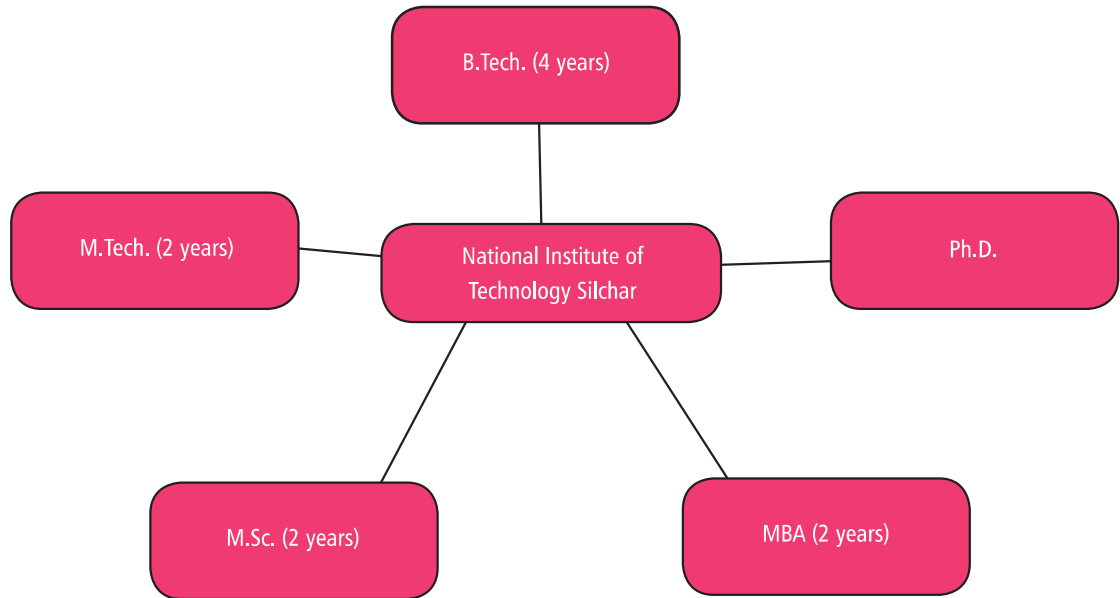 B.Tech. (4 years)
M.Tech. (2 years)
National Institute of
Technology Silchar
Ph.D.
M.Sc. (2 years)
MBA (2 years)